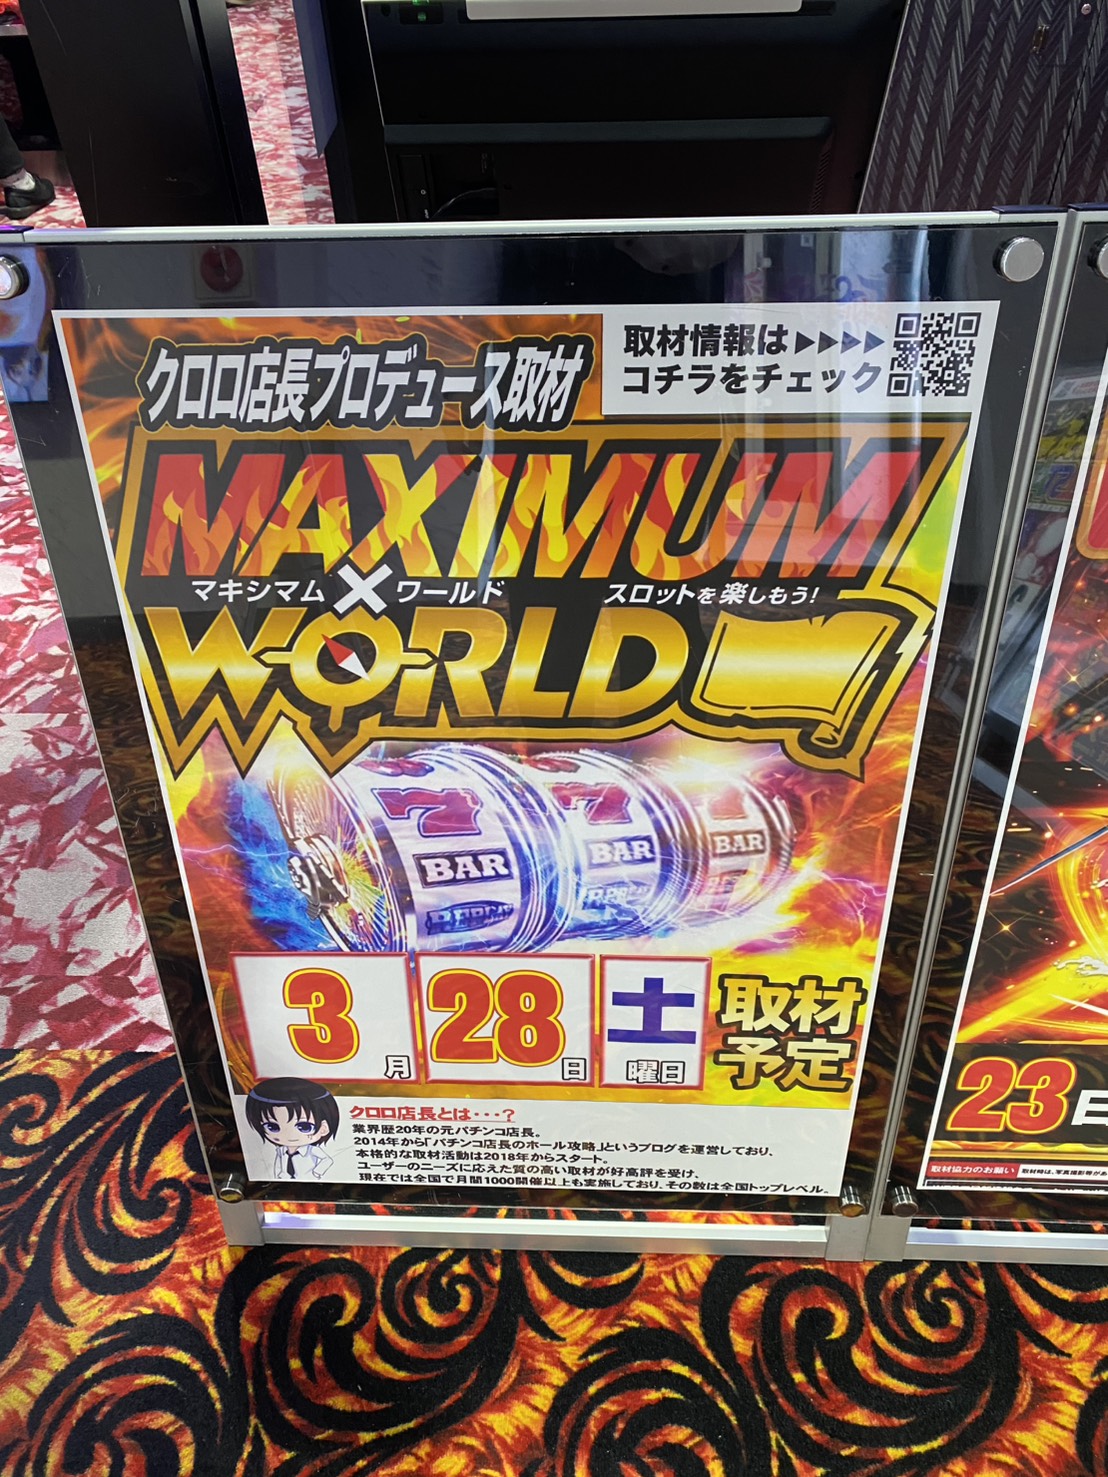 クロロ店長プロデュース取材
取材情報は▶▶▶▶
コチラをチェック
MAXIMUM
マキシマム×ワールド
スロットを楽しもう!
WORLD
7
7
7
BAR
BAR
BAR
REPLAY
3月
28日
土曜日
取材
予定
クロロ店長とは・・・?
業界歴20年の元パチンコ店長。
2014年から「パチンコ店長のホール攻略」というブログを運営しており、
本格的な取材活動は2018年からスタート。
ユーザーのニーズに応えた質の高い取材が好高評を受け、
現在では全国で月間1000開催以上も実施しており、その数は全国トップレベル。
23日
取材協力のお願い